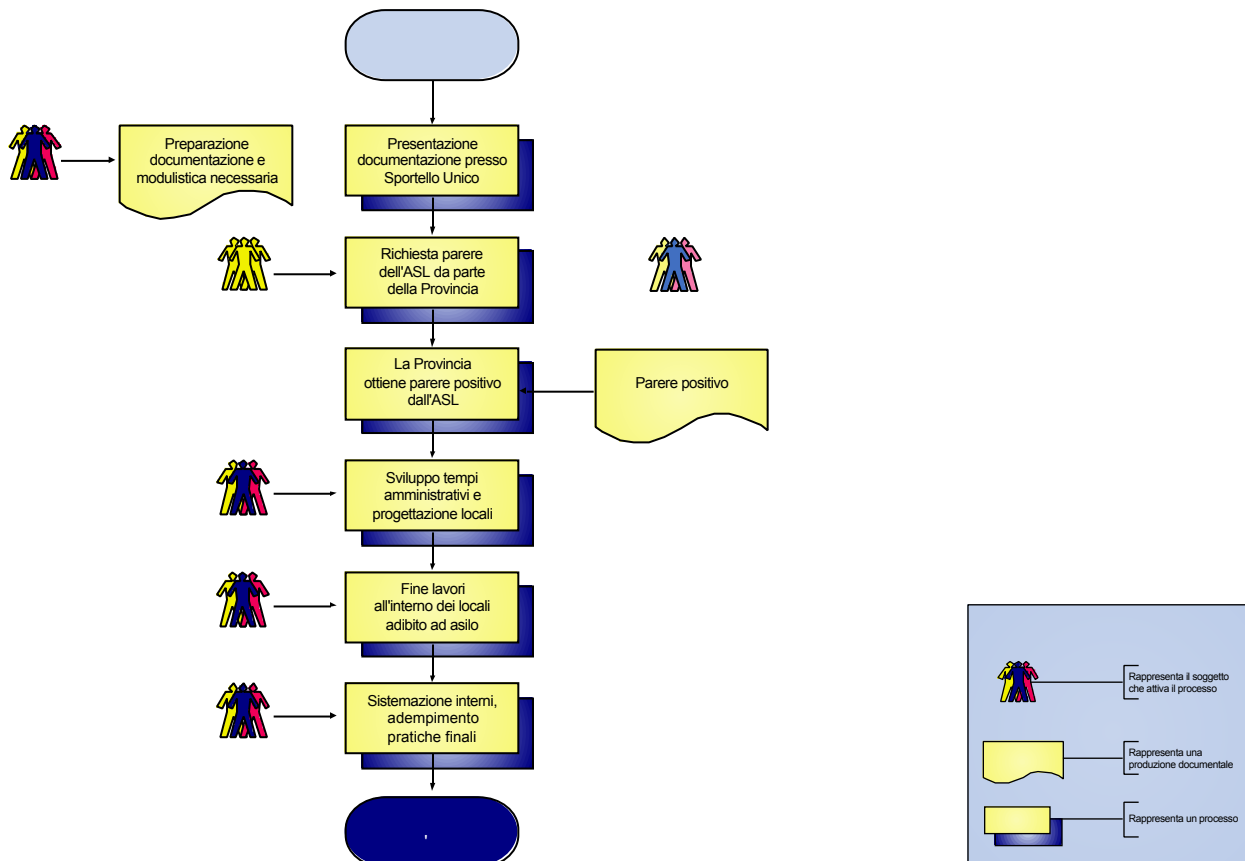 Preparazione
documentazione e
modulistica necessaria
Presentazione
documentazione presso
Sportello Unico
Richiesta parere
dell'ASL da parte
della Provincia
La Provincia
ottiene parere positivo
dall'ASL
Parere positivo
Sviluppo tempi
amministrativi e
progettazione locali
Fine lavori
all'interno dei locali
adibito ad asilo
Sistemazione interni,
adempimento
pratiche finali
'
Rappresenta il soggetto
che attiva il processo
Rappresenta una
produzione documentale
Rappresenta un processo